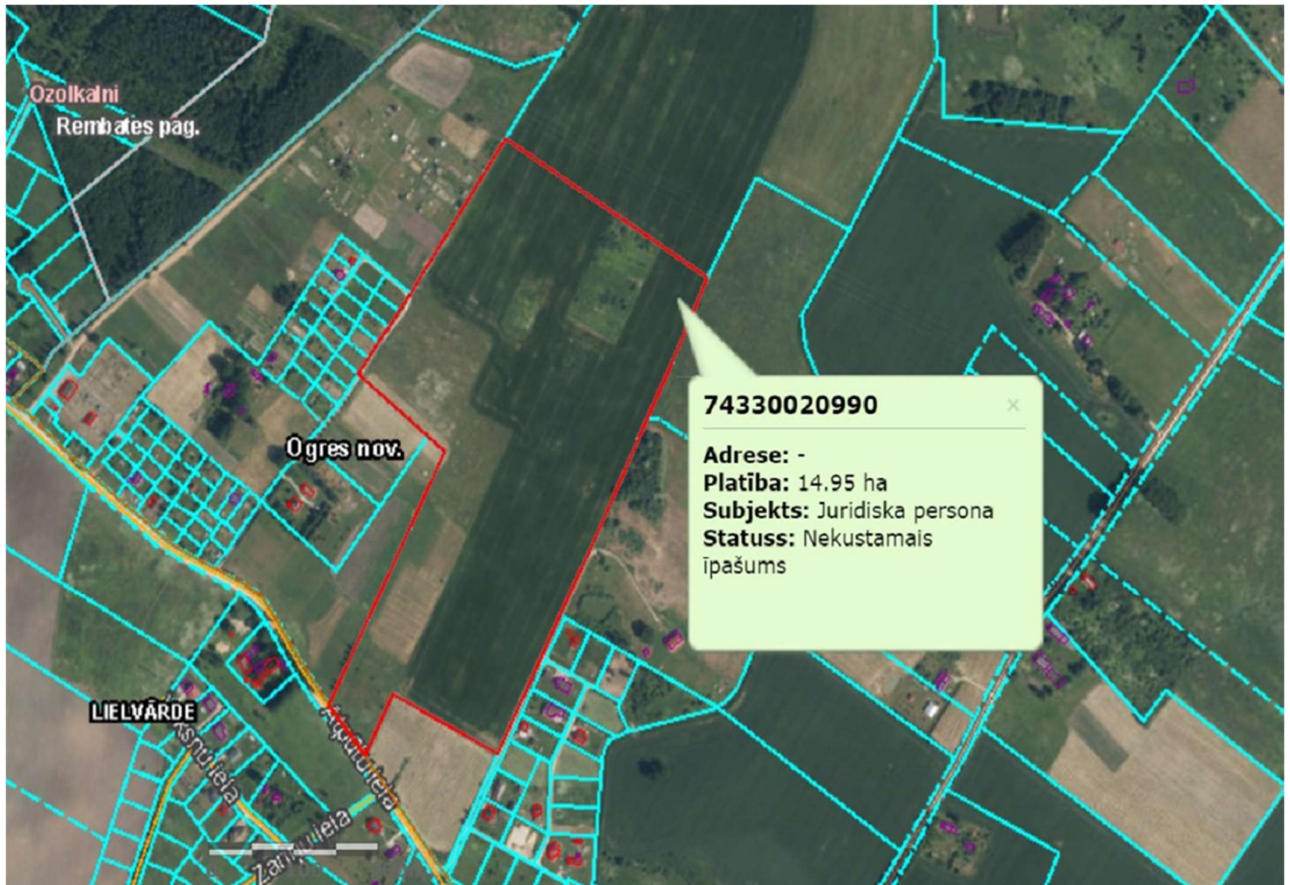 Ozolkalni
Rembates pag.
Ogres nov.
74330020990 ×
Adrese: -
Platība: 14.95 ha
Subjekts: Juridiska persona
Statuss: Nekustamais
īpašums
LIELVĀRDE